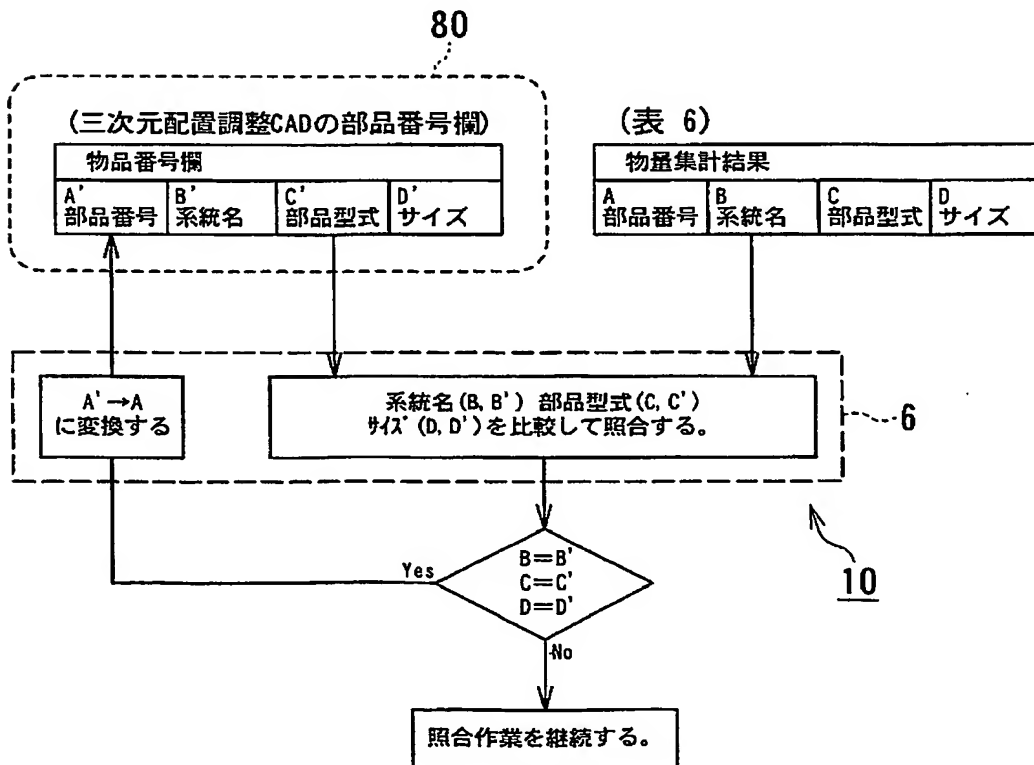 80
(三次元配置調整CADの部品番号欄)
物品番号欄
A' B' C' D'
部品番号 系統名 部品型式 サイズ
(表 6)
物量集計結果
A B C D
部品番号 系統名 部品型式 サイズ
A'→A
に変換する
系統名(B, B') 部品型式(C, C')
サイズ(D, D')を比較して照合する。
6
10
B=B'
C=C'
D=D'
Yes
No
照合作業を継続する。